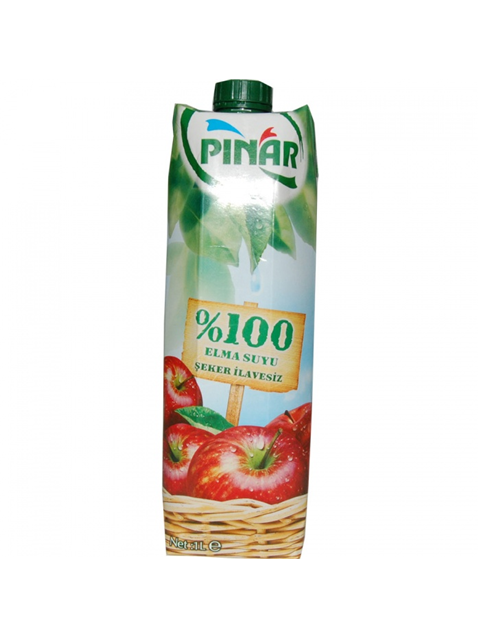 PINAR
%100
ELMA SUYU
ŞEKER İLAVESİZ
Net :1L ℮